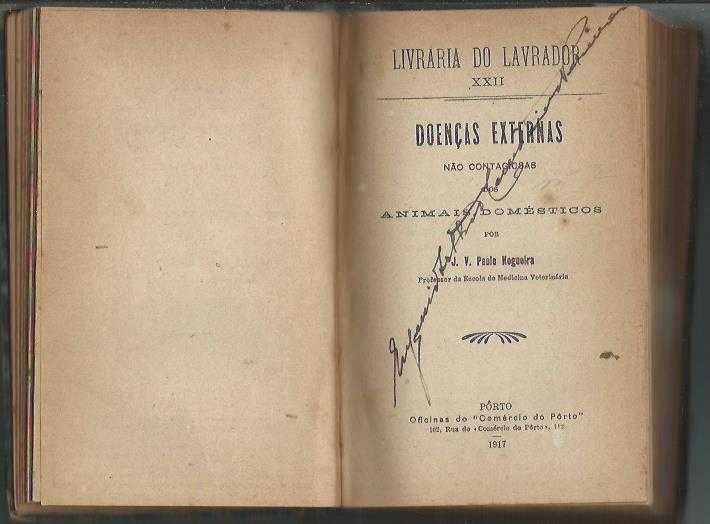 LIVRARIA DO LAVRADOR
XXII
DOENÇAS EXTERNAS
NÃO CONTAGIOSAS
DOS
ANIMAIS DOMÉSTICOS
POR
J. V. Paula Nogueira
Professor da Escola de Medicina Veterinária
PÔRTO
Oficinas do "Comércio do Pôrto"
102, Rua do «Comércio do Pôrto», 112
1917